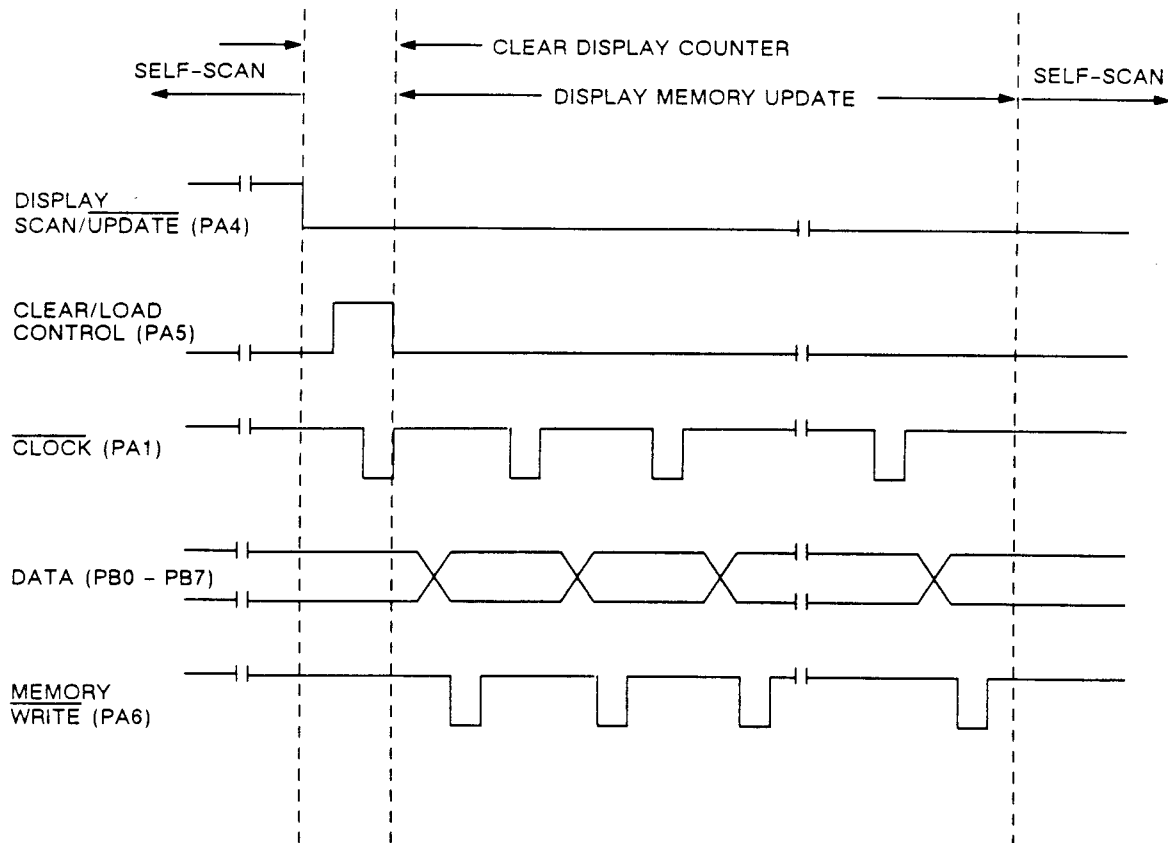 CLEAR DISPLAY COUNTER
SELF-SCAN
DISPLAY MEMORY UPDATE
SELF-SCAN
DISPLAY
SCAN/UPDATE (PA4)
CLEAR/LOAD
CONTROL (PA5)
CLOCK (PA1)
DATA (PB0 - PB7)
MEMORY
WRITE (PA6)